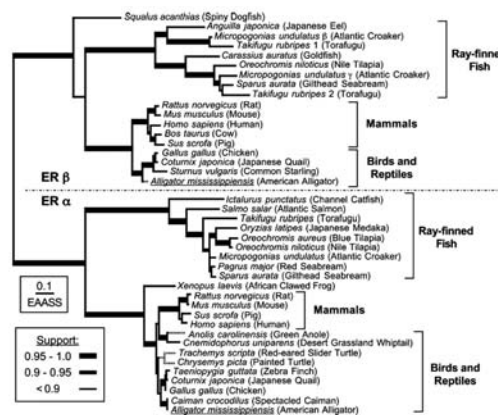 Squalus acanthias (Spiny Dogfish)
Anguilla japonica (Japanese Eel)
Micropogonias undulatus β (Atlantic Croaker)
Takifugu rubripes 1 (Torafugu)
Carassius auratus (Goldfish)
Oreochromis niloticus (Nile Tilapia)
Micropogonias undulatus γ (Atlantic Croaker)
Sparus aurata (Gilthead Seabream)
Takifugu rubripes 2 (Torafugu)
Ray-finned
Fish
Rattus norvegicus (Rat)
Mus musculus (Mouse)
Homo sapiens (Human)
Bos taurus (Cow)
Sus scrofa (Pig)
Mammals
Gallus gallus (Chicken)
Coturnix japonica (Japanese Quail)
Sturnus vulgaris (Common Starling)
Alligator mississippiensis (American Alligator)
Birds and
Reptiles
ER β
ER α
Ictalurus punctatus (Channel Catfish)
Salmo salar (Atlantic Salmon)
Takifugu rubripes (Torafugu)
Oryzias latipes (Japanese Medaka)
Oreochromis aureus (Blue Tilapia)
Oreochromis niloticus (Nile Tilapia)
Micropogonias undulatus (Atlantic Croaker)
Pagrus major (Red Seabream)
Sparus aurata (Gilthead Seabream)
Ray-finned
Fish
0.1
EAASS
Xenopus laevis (African Clawed Frog)
Rattus norvegicus (Rat)
Mus musculus (Mouse)
Sus scrofa (Pig)
Homo sapiens (Human)
Mammals
Anolis carolinensis (Green Anole)
Cnemidophorus uniparens (Desert Grassland Whiptail)
Trachemys scripta (Red-eared Slider Turtle)
Chrysemys picta (Painted Turtle)
Taeniopygia guttata (Zebra Finch)
Coturnix japonica (Japanese Quail)
Gallus gallus (Chicken)
Caiman crocodilus (Spectacled Caiman)
Alligator mississippiensis (American Alligator)
Birds and
Reptiles
Support:
0.95 - 1.0
0.9 - 0.95
<0.9